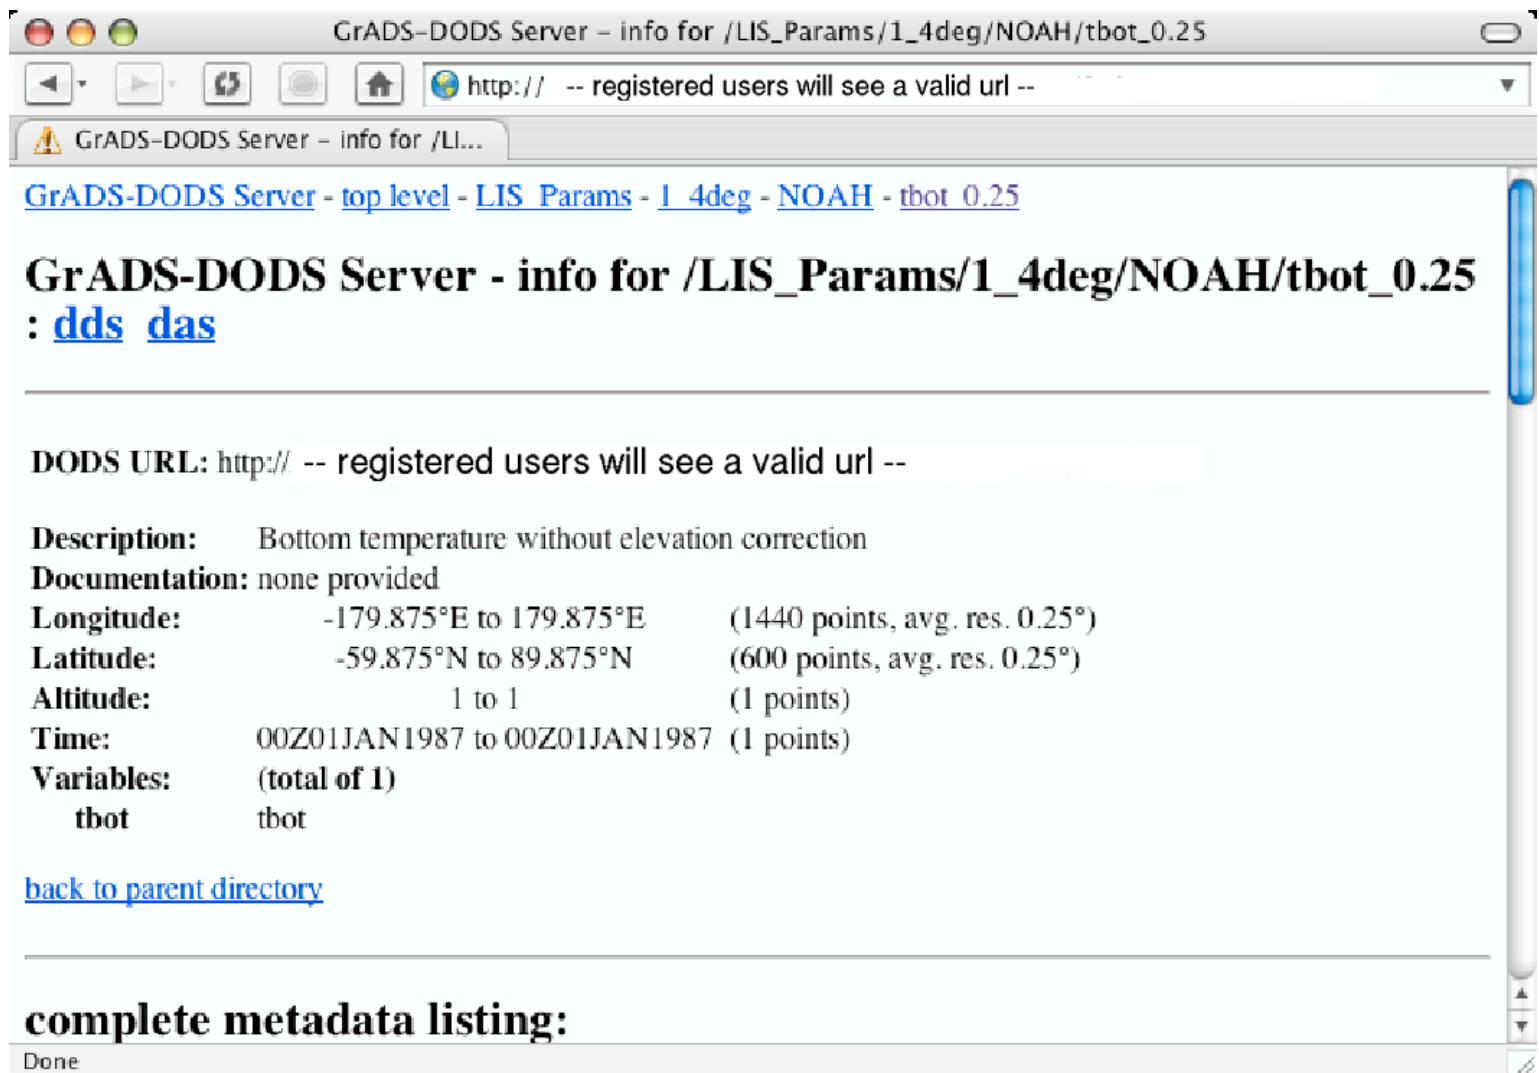 GrADS-DODS Server – info for /LIS_Params/1_4deg/NOAH/tbot_0.25
http:// -- registered users will see a valid url --
GrADS-DODS Server – info for /LI...
GrADS-DODS Server - top level - LIS_Params - 1_4deg - NOAH - tbot_0.25
GrADS-DODS Server - info for /LIS_Params/1_4deg/NOAH/tbot_0.25
: dds das
DODS URL: http:// -- registered users will see a valid url --
Description: Bottom temperature without elevation correction
Documentation: none provided
Longitude: -179.875°E to 179.875°E (1440 points, avg. res. 0.25°)
Latitude: -59.875°N to 89.875°N (600 points, avg. res. 0.25°)
Altitude: 1 to 1 (1 points)
Time: 00Z01JAN1987 to 00Z01JAN1987 (1 points)
Variables: (total of 1)
tbot tbot
back to parent directory
complete metadata listing:
Done